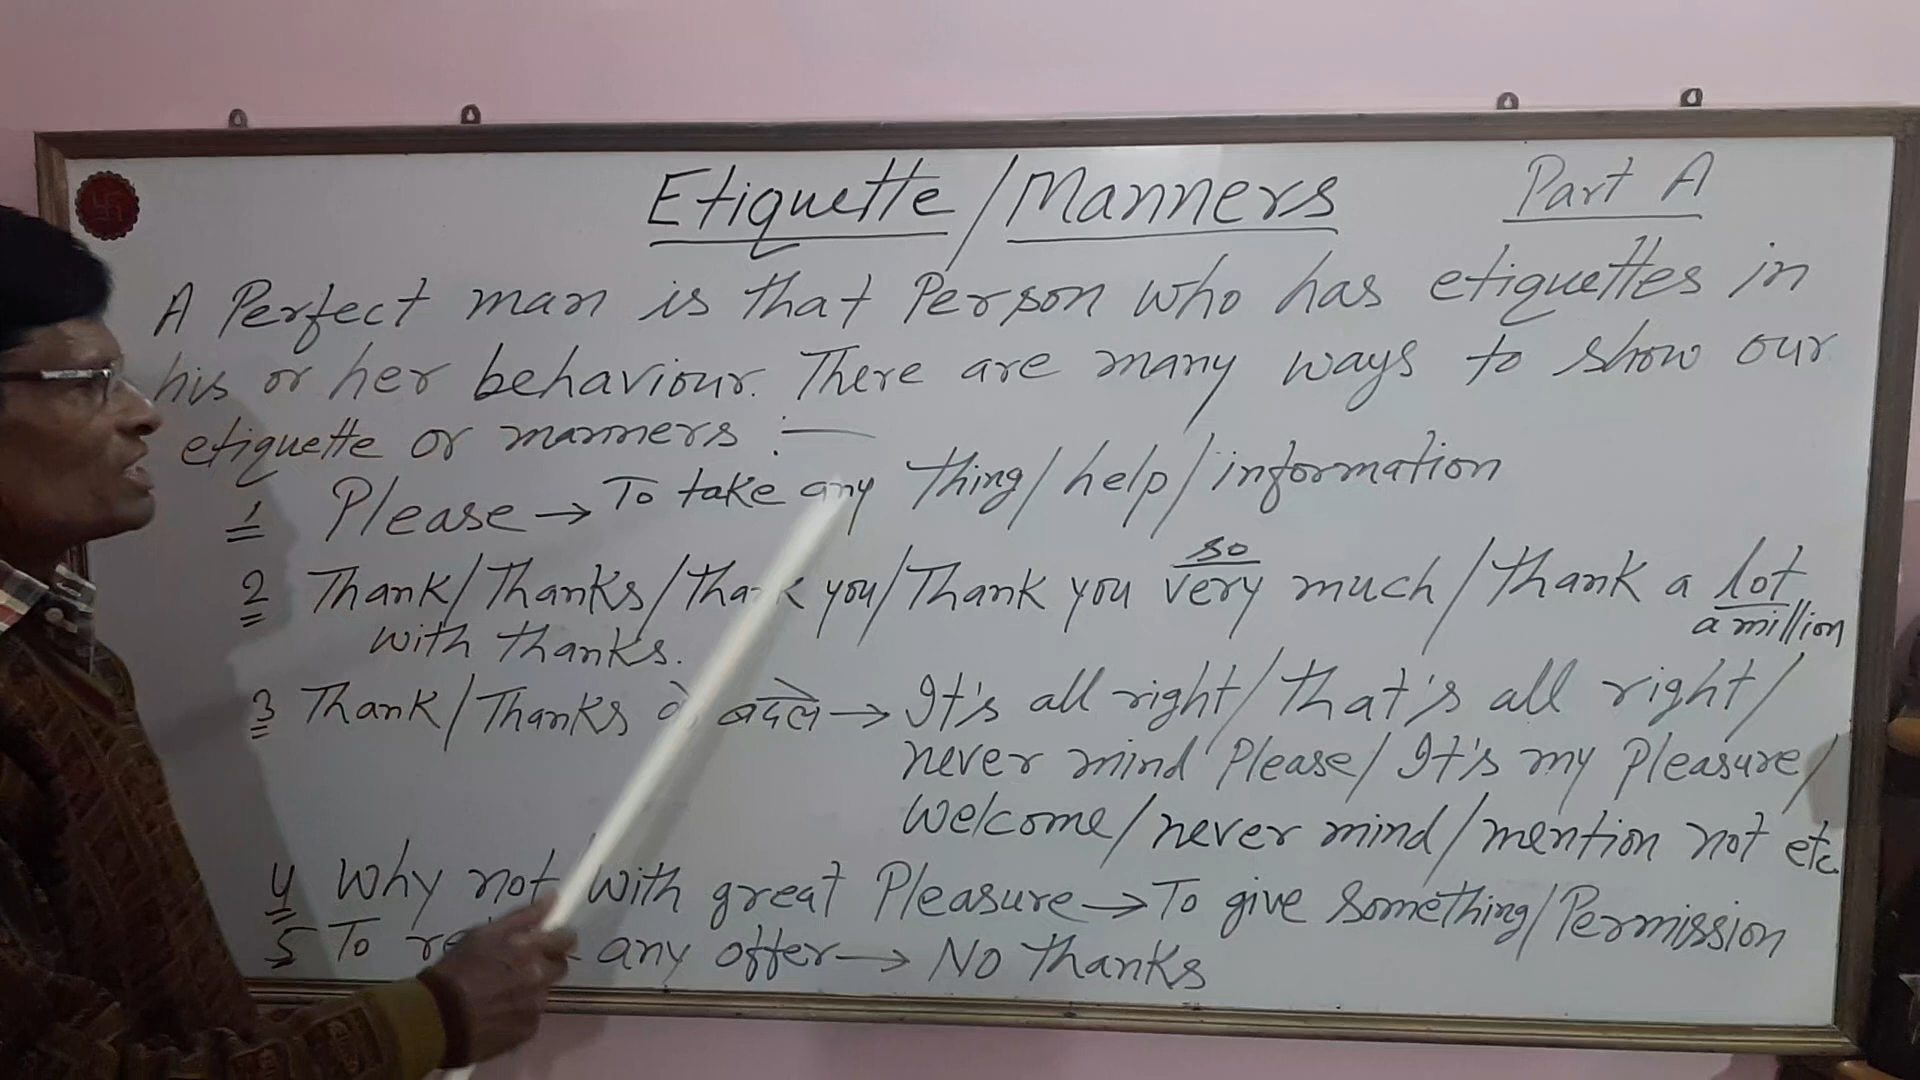 Etiquette/Manners Part A
A Perfect man is that Person who has etiquettes in
his or her behaviour. There are many ways to show our
etiquette or manners :—
1 Please → To take any thing/help/information
so
2 Thank/Thanks/thank you/Thank you very much/thank a lot
with thanks. a million
3 Thank/Thanks के बदले → It's all right/that's all right/
never mind Please/It's my Pleasure/
Welcome/never mind/mention not etc.
4 Why not with great Pleasure → To give something/Permission
5 To any offer → No thanks